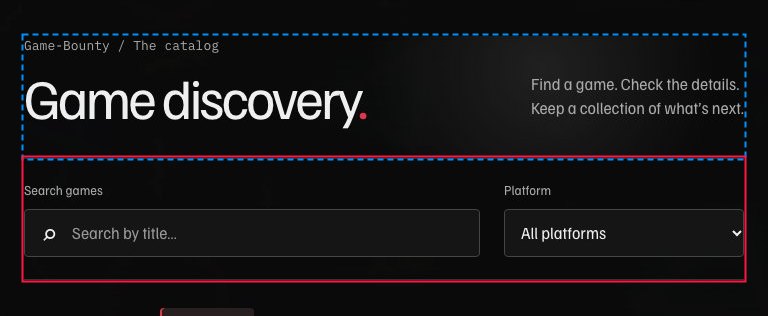 Game-Bounty / The catalog
Game discovery.
Find a game. Check the details.
Keep a collection of what's next.
Search games
Platform
Search by title...
All platforms